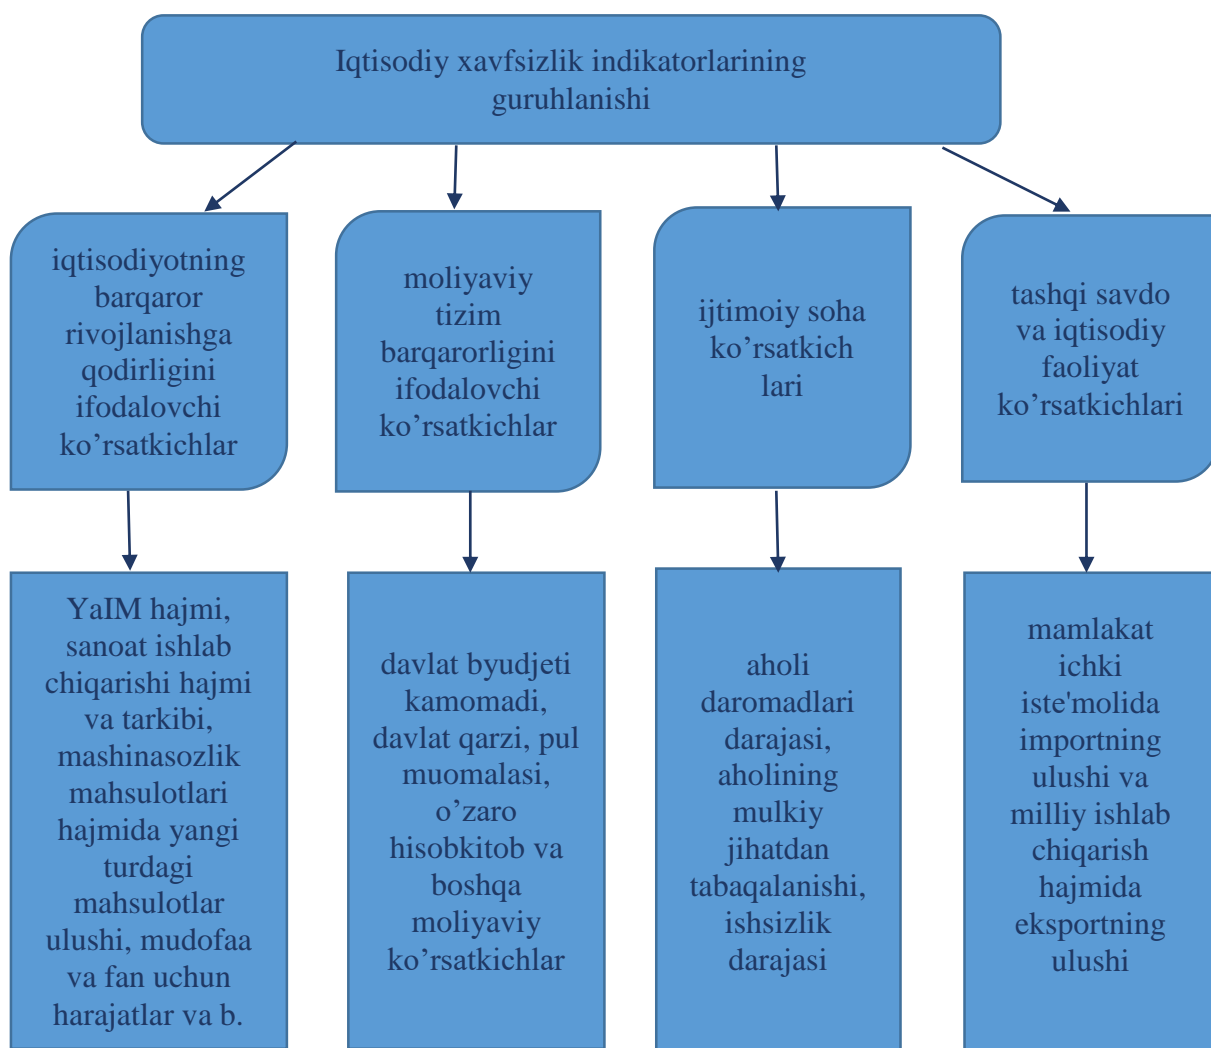 Iqtisodiy xavfsizlik indikatorlarining
guruhlanishi
iqtisodiyotning
barqaror
rivojlanishga
qodirligini
ifodalovchi
ko’rsatkichlar
moliyaviy
tizim
barqarorligini
ifodalovchi
ko’rsatkichlar
ijtimoiy soha
ko’rsatkich
lari
tashqi savdo
va iqtisodiy
faoliyat
ko’rsatkichlari
YaIM hajmi,
sanoat ishlab
chiqarishi hajmi
va tarkibi,
mashinasozlik
mahsulotlari
hajmida yangi
turdagi
mahsulotlar
ulushi, mudofaa
va fan uchun
harajatlar va b.
davlat byudjeti
kamomadi,
davlat qarzi, pul
muomalasi,
o’zaro
hisobkitob va
boshqa
moliyaviy
ko’rsatkichlar
aholi
daromadlari
darajasi,
aholining
mulkiy
jihatdan
tabaqalanishi,
ishsizlik
darajasi
mamlakat
ichki
iste'molida
importning
ulushi va
milliy ishlab
chiqarish
hajmida
eksportning
ulushi